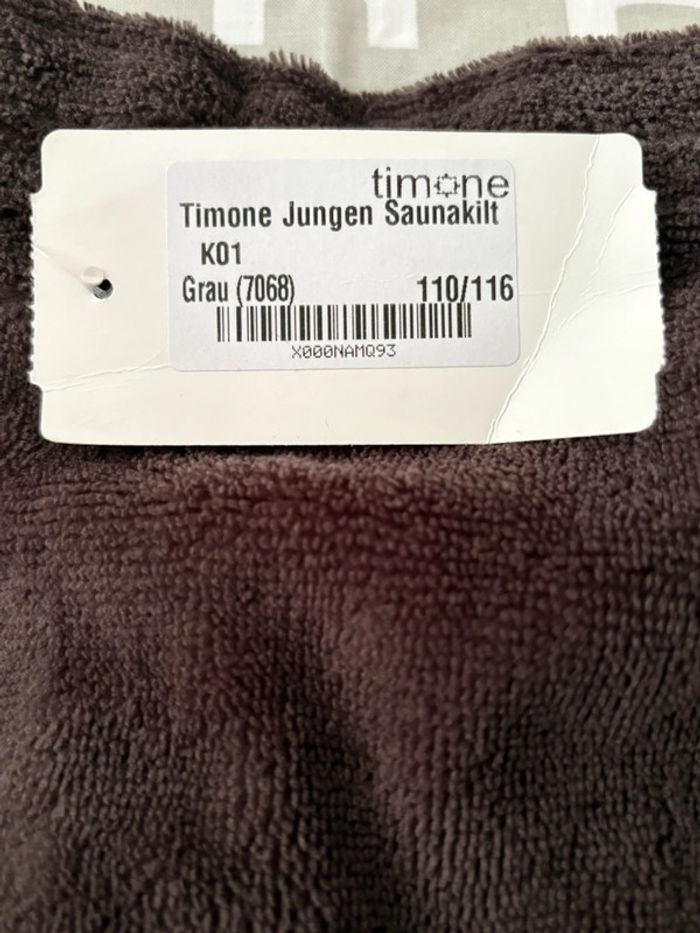 timone
Timone Jungen Saunakilt
K01
Grau (7068) 110/116
X000NAMQ93